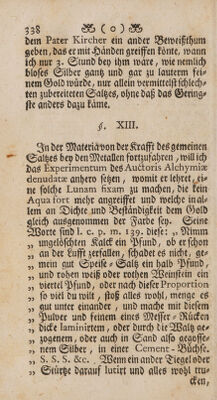 338 ( 0 )
dem Pater Kircher ein ander Beweißthum
geben, das er mit Händen greiffen könte, wann
ich nur 3. Stund bey ihm wäre, wie nemlich
bloses Silber gantz und gar zu lauterm fei-
nem Gold würde, nur allein vermittelst schlech-
ten zubereiteten Saltzes, ohne daß das Gering-
ste anders dazu käme.
§. XIII.
In der Materia von der Krafft des gemeinen
Saltzes bey den Metallen fortzufahren, will ich
das Experimentum des Auctoris Alchymiæ
denudatæ anhero setzen, womit er lehret, ei-
ne solche Lunam fixam zu machen, die kein
Aqua fort mehr angreiffet und welche in al-
lem an Dichte und Beständigkeit dem Gold
gleich ausgenommen der Farbe sey. Seine
Worte sind l. c. p. m. 139. diese: „Nimm
„ ungelöschten Kalck ein Pfund, ob er schon
„ an der Lufft zerfallen, schadet es nicht, ge-
„ mein gut Speise-Saltz ein halb Pfund,
„ und rohen weiß oder rothen Weinstein ein
„ viertel Pfund, oder nach dieser Proportion
„ so viel du wilt, stoß alles wohl, menge es
„ gut unter einander, und mache mit diesem
„ Pulver und feinem eines Messer-Rücken
„ dicke laminirtem, oder durch die Waltz ge-
„ zogenem, oder auch in Sand also gegosse-
„ nem Silber, in einer Cement-Büchse.
„ S. S. S. &c. Wenn ein ander Tiegel oder
„ Stürtze darauf lutirt und alles wohl tru-
„ cken,